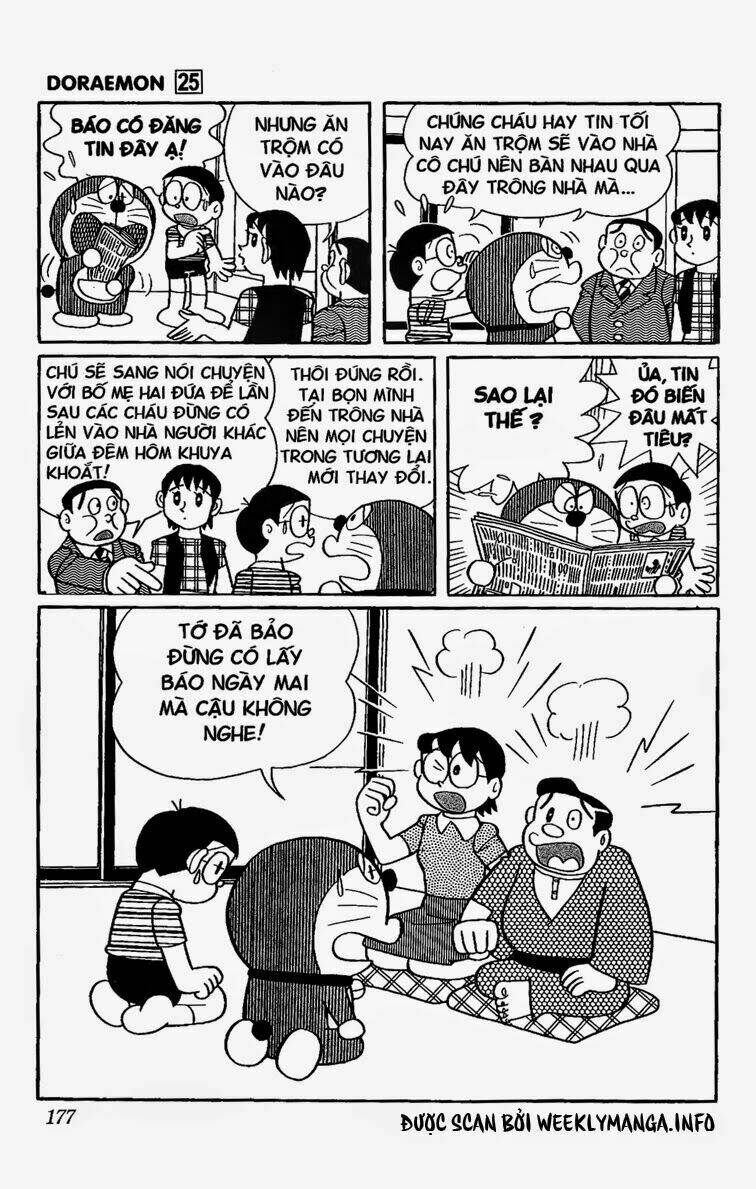 DORAEMON 25
BÁO CÓ ĐĂNG
TIN ĐÂY Ạ!
NHƯNG ĂN
TRỘM CÓ
VÀO ĐÂU
NÀO?
CHÚNG CHÁU HAY TIN TỐI
NAY ĂN TRỘM SẼ VÀO NHÀ
CÔ CHÚ NÊN BÀN NHAU QUA
ĐÂY TRÔNG NHÀ MÀ...
CHÚ SẼ SANG NÓI CHUYỆN
VỚI BỐ MẸ HAI ĐỨA ĐỂ LẦN
SAU CÁC CHÁU ĐỪNG CÓ
LẺN VÀO NHÀ NGƯỜI KHÁC
GIỮA ĐÊM HÔM KHUYA
KHOẮT!
THÔI ĐÚNG RỒI.
TẠI BỌN MÌNH
ĐẾN TRÔNG NHÀ
NÊN MỌI CHUYỆN
TRONG TƯƠNG LAI
MỚI THAY ĐỔI.
SAO LẠI
THẾ?
ỦA, TIN
ĐÓ BIẾN
ĐÂU MẤT
TIÊU?
TỚ ĐÃ BẢO
ĐỪNG CÓ LẤY
BÁO NGÀY MAI
MÀ CẬU KHÔNG
NGHE!
177
ĐƯỢC SCAN BỞI WEEKLYMANGA.INFO